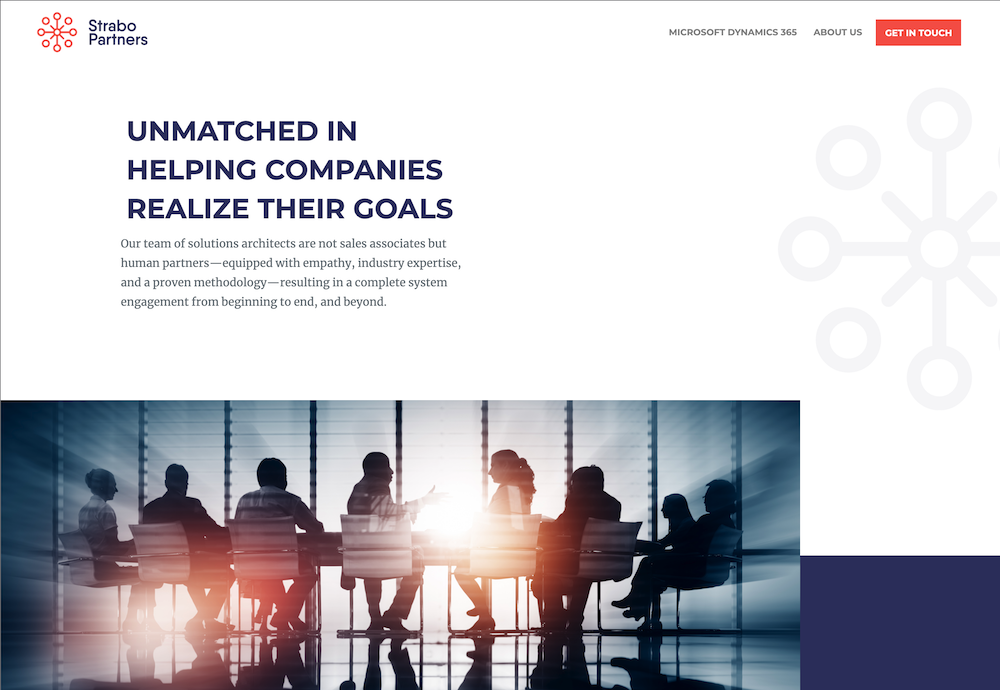 Strabo
Partners
MICROSOFT DYNAMICS 365 ABOUT US GET IN TOUCH
UNMATCHED IN
HELPING COMPANIES
REALIZE THEIR GOALS
Our team of solutions architects are not sales associates but
human partners—equipped with empathy, industry expertise,
and a proven methodology—resulting in a complete system
engagement from beginning to end, and beyond.